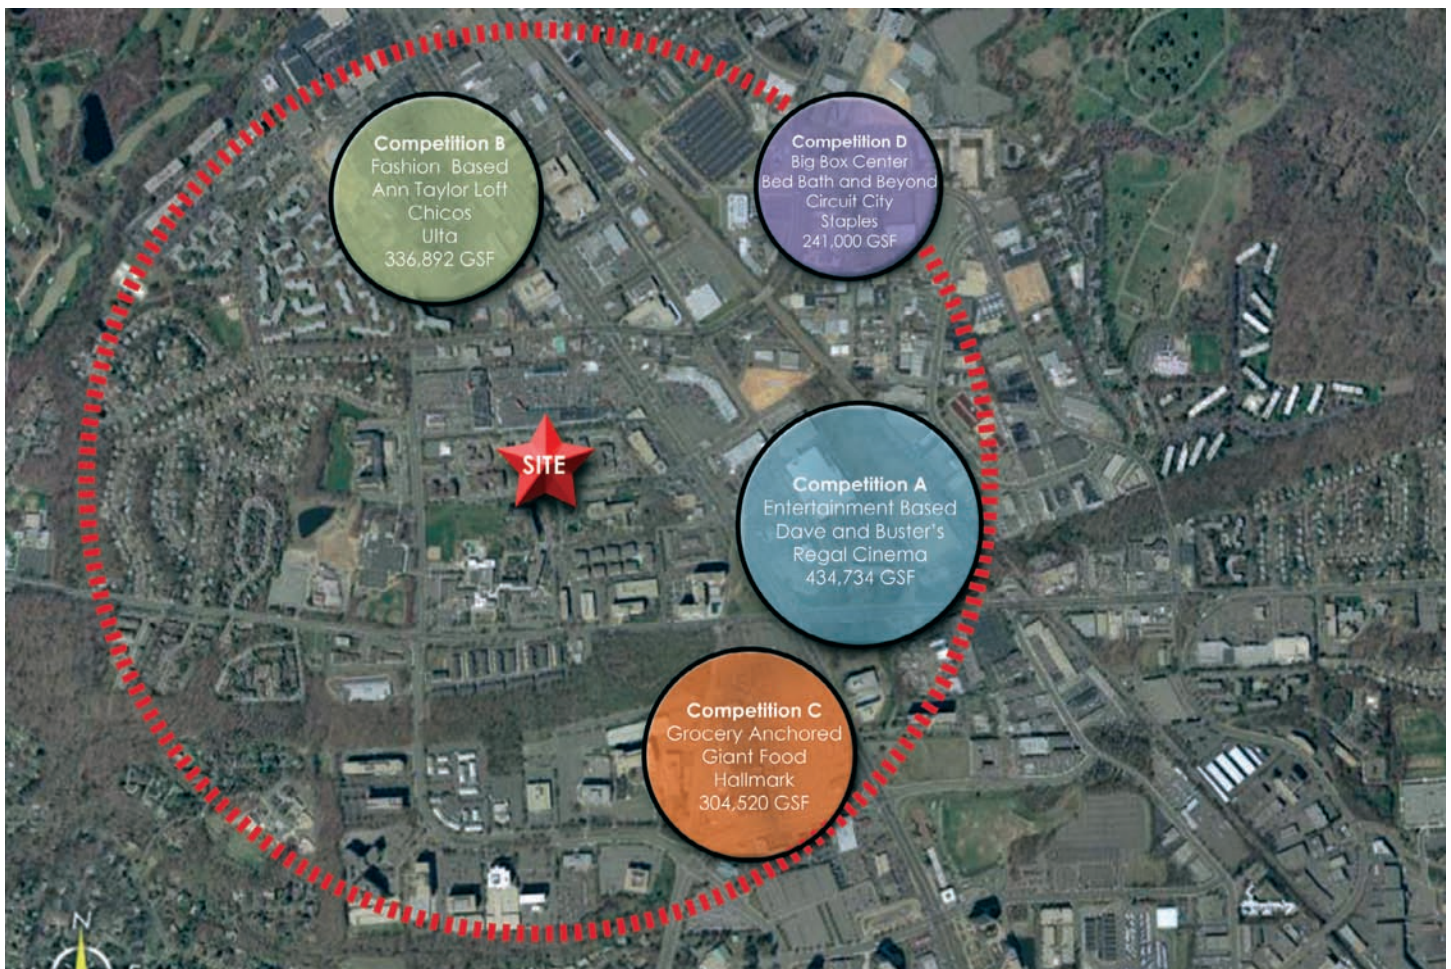 Competition B
Fashion Based
Ann Taylor Loft
Chicos
Ulta
336,892 GSF
Competition D
Big Box Center
Bed Bath and Beyond
Circuit City
Staples
241,000 GSF
SITE
Competition A
Entertainment Based
Dave and Buster's
Regal Cinema
434,734 GSF
Competition C
Grocery Anchored
Giant Food
Hallmark
304,520 GSF
N